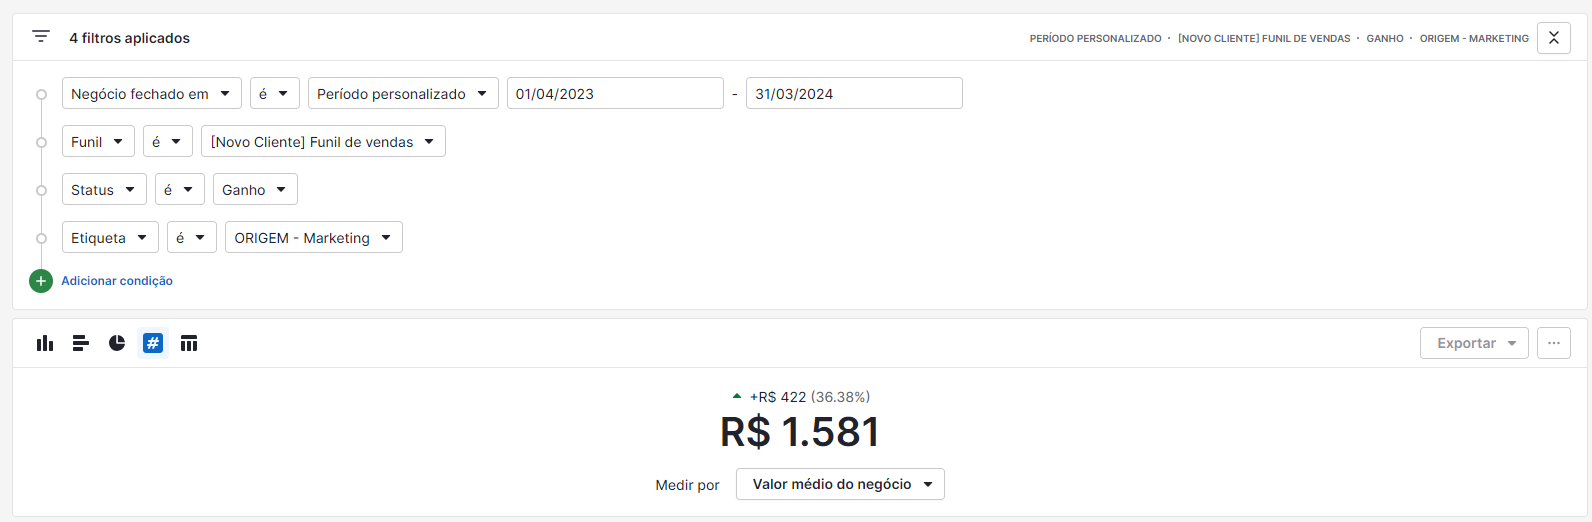 4 filtros aplicados PERÍODO PERSONALIZADO · [NOVO CLIENTE] FUNIL DE VENDAS · GANHO · ORIGEM - MARKETING
Negócio fechado em é Período personalizado 01/04/2023 - 31/03/2024
Funil é [Novo Cliente] Funil de vendas
Status é Ganho
Etiqueta é ORIGEM - Marketing
+ Adicionar condição
# Exportar ...
+R$ 422 (36.38%)
R$ 1.581
Medir por Valor médio do negócio